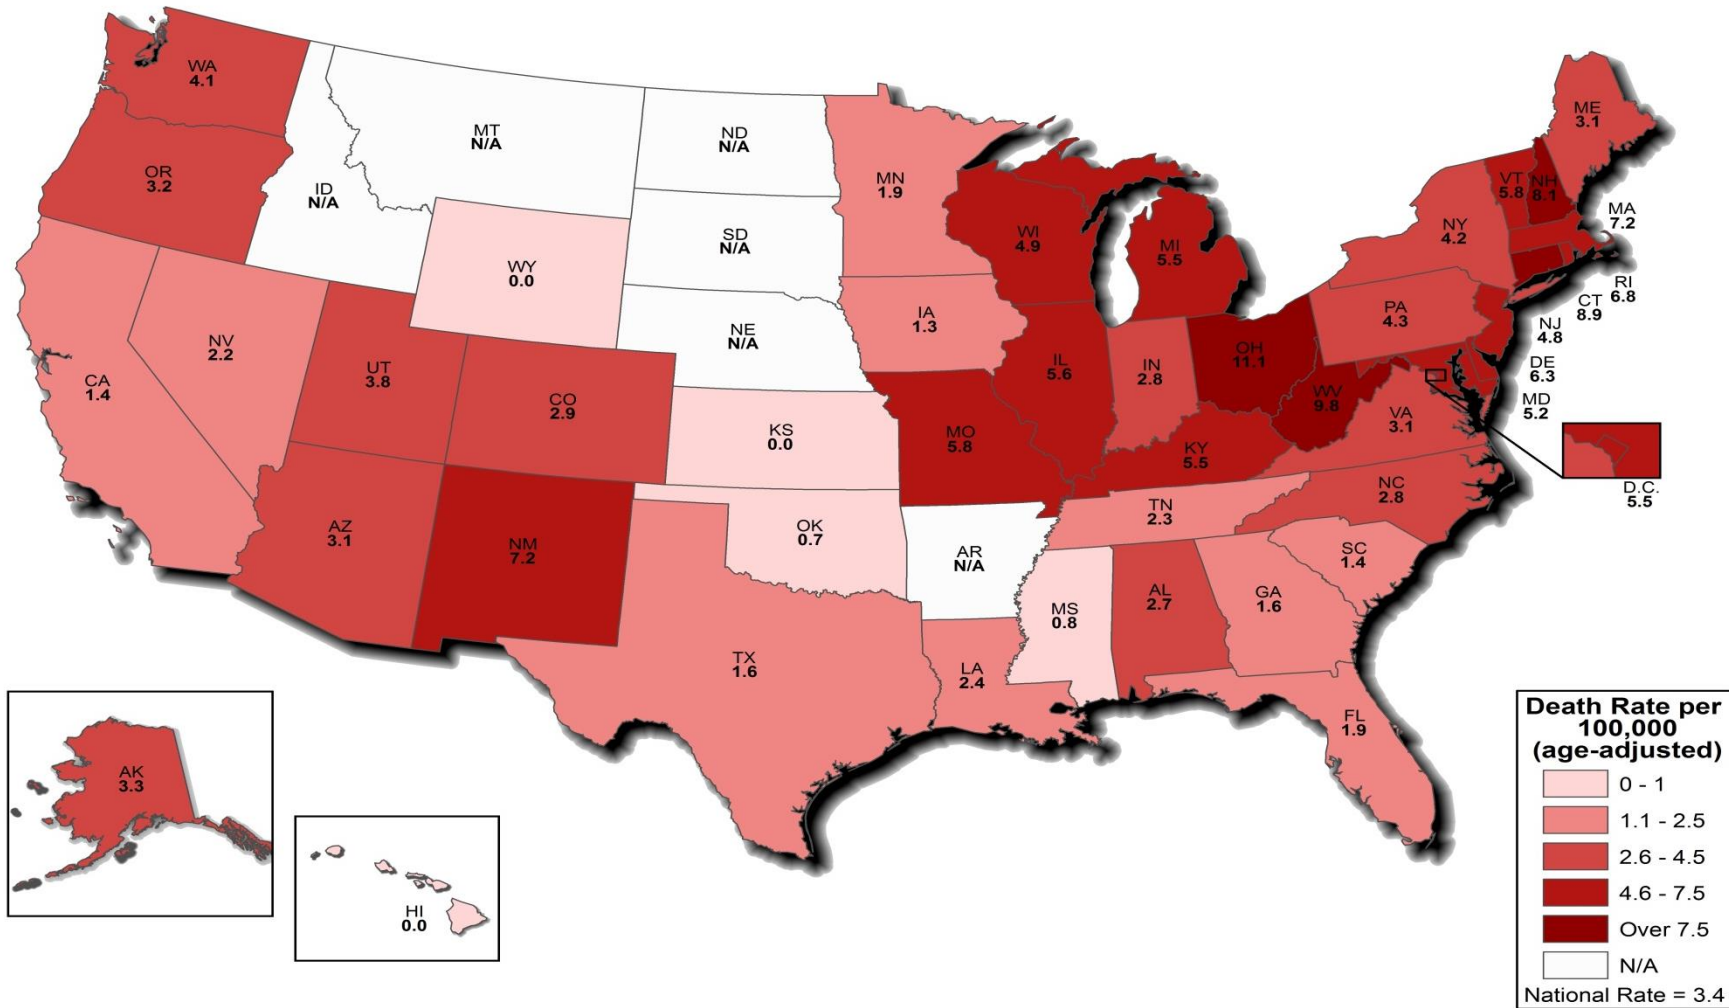 WA
4.1
OR
3.2
CA
1.4
NV
2.2
ID
N/A
MT
N/A
WY
0.0
UT
3.8
CO
2.9
AZ
3.1
NM
7.2
ND
N/A
SD
N/A
NE
N/A
KS
0.0
OK
0.7
TX
1.6
MN
1.9
IA
1.3
MO
5.8
AR
N/A
LA
2.4
WI
4.9
IL
5.6
MI
5.5
IN
2.8
OH
11.1
KY
5.5
TN
2.3
MS
0.8
AL
2.7
GA
1.6
FL
1.9
SC
1.4
NC
2.8
VA
3.1
WV
9.8
PA
4.3
NY
4.2
VT
5.8
NH
8.1
ME
3.1
MA
7.2
RI
6.8
CT
8.9
NJ
4.8
DE
6.3
MD
5.2
D.C.
5.5
AK
3.3
HI
0.0
Death Rate per
100,000
(age-adjusted)
0 - 1
1.1 - 2.5
2.6 - 4.5
4.6 - 7.5
Over 7.5
N/A
National Rate = 3.4